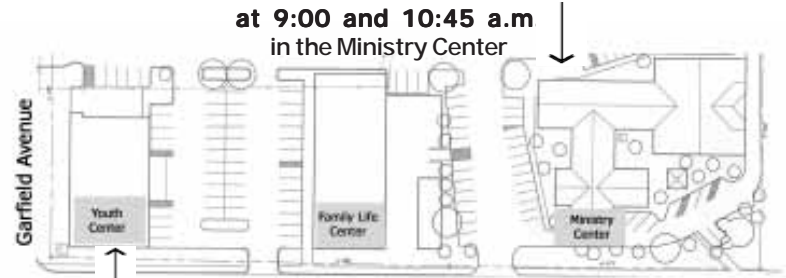 at 9:00 and 10:45 a.m
in the Ministry Center
Garfield Avenue
Youth
Center
Family Life
Center
Ministry
Center